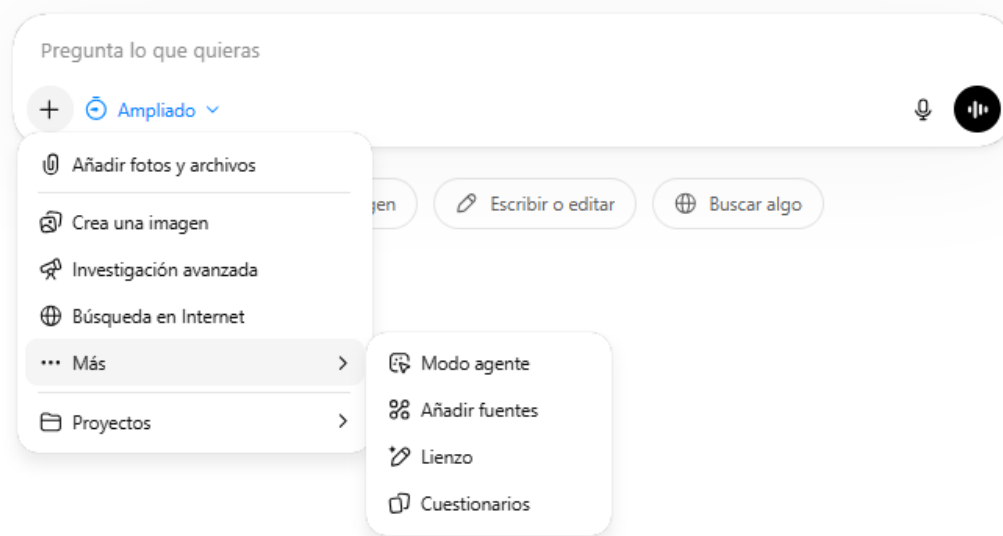 Pregunta lo que quieras
Ampliado
Añadir fotos y archivos
Crea una imagen
Investigación avanzada
Búsqueda en Internet
Más
Proyectos
Escribir o editar
Buscar algo
Modo agente
Añadir fuentes
Lienzo
Cuestionarios